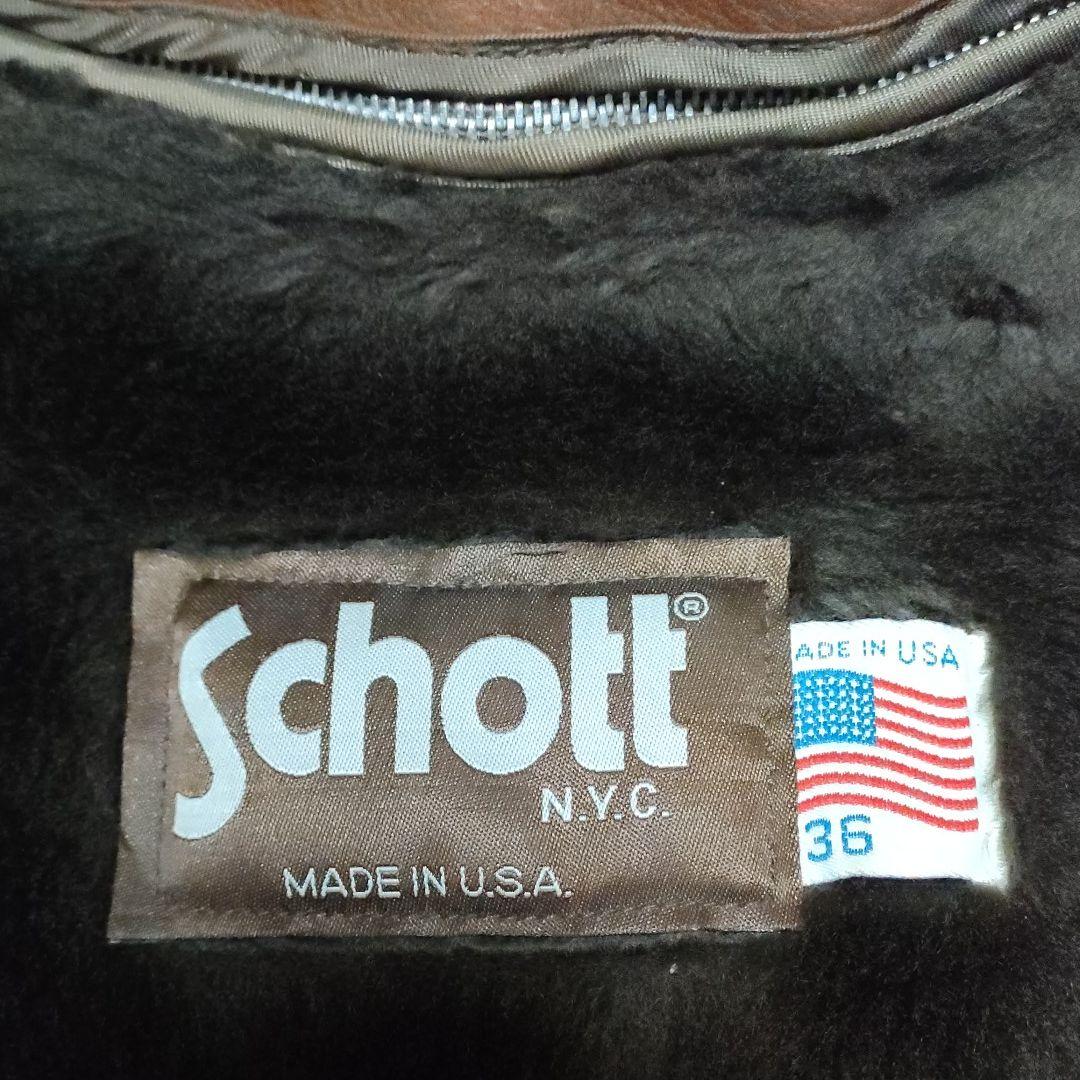 Schott®
N.Y.C.
MADE IN U.S.A.
ADE IN USA
36